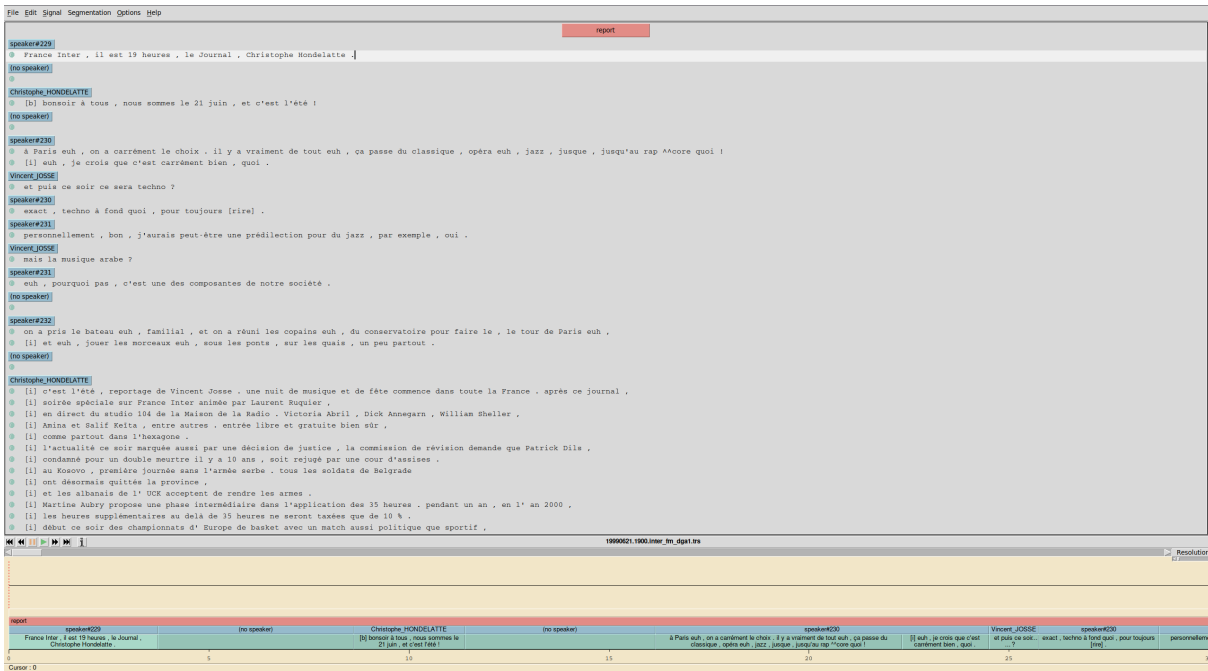 File Edit Signal Segmentation Options Help
report
speaker#229
France Inter , il est 19 heures , le Journal , Christophe Hondelatte .
(no speaker)
Christophe_HONDELATTE
[b] bonsoir à tous , nous sommes le 21 juin , et c'est l'été !
(no speaker)
speaker#230
à Paris euh , on a carrément le choix . il y a vraiment de tout euh , ça passe du classique , opéra euh , jazz , jusque , jusqu'au rap ^^core quoi !
[i] euh , je crois que c'est carrément bien , quoi .
Vincent_JOSSE
et puis ce soir ce sera techno ?
speaker#230
exact , techno à fond quoi , pour toujours [rire] .
speaker#231
personnellement , bon , j'aurais peut-être une prédilection pour du jazz , par exemple , oui .
Vincent_JOSSE
mais la musique arabe ?
speaker#231
euh , pourquoi pas , c'est une des composantes de notre société .
(no speaker)
speaker#232
on a pris le bateau euh , familial , et on a réuni les copains euh , du conservatoire pour faire le , le tour de Paris euh ,
[i] et euh , jouer les morceaux euh , sous les ponts , sur les quais , un peu partout .
(no speaker)
Christophe_HONDELATTE
[i] c'est l'été , reportage de Vincent Josse . une nuit de musique et de fête commence dans toute la France . après ce journal ,
[i] soirée spéciale sur France Inter animée par Laurent Ruquier ,
[i] en direct du studio 104 de la Maison de la Radio . Victoria Abril , Dick Annegarn , William Sheller ,
[i] Amina et Salif Keïta , entre autres . entrée libre et gratuite bien sûr ,
[i] comme partout dans l'hexagone .
[i] l'actualité ce soir marquée aussi par une décision de justice , la commission de révision demande que Patrick Dils ,
[i] condamné pour un double meurtre il y a 10 ans , soit rejugé par une cour d'assises .
[i] au Kosovo , première journée sans l'armée serbe . tous les soldats de Belgrade
[i] ont désormais quittés la province ,
[i] et les albanais de l' UCK acceptent de rendre les armes .
[i] Martine Aubry propose une phase intermédiaire dans l'application des 35 heures . pendant un an , en l' an 2000 ,
[i] les heures supplémentaires au delà de 35 heures ne seront taxées que de 10 % .
[i] début ce soir des championnats d' Europe de basket avec un match aussi politique que sportif ,
19990621.1900.inter_fm_dga1.trs
Resolution
report
speaker#229 (no speaker) Christophe_HONDELATTE (no speaker) speaker#230 Vincent_JOSSE speaker#230
France Inter , il est 19 heures , le Journal , [b] bonsoir à tous , nous sommes le à Paris euh , on a carrément le choix . il y a vraiment de tout euh , ça passe du [i] euh , je crois que c'est et puis ce soir... exact , techno à fond quoi , pour toujours personnelleme
Christophe Hondelatte . 21 juin , et c'est l'été ! classique , opéra euh , jazz , jusque , jusqu'au rap ^^core quoi ! carrément bien , quoi . ...? [rire] .
0 5 10 15 20 25
Cursor : 0